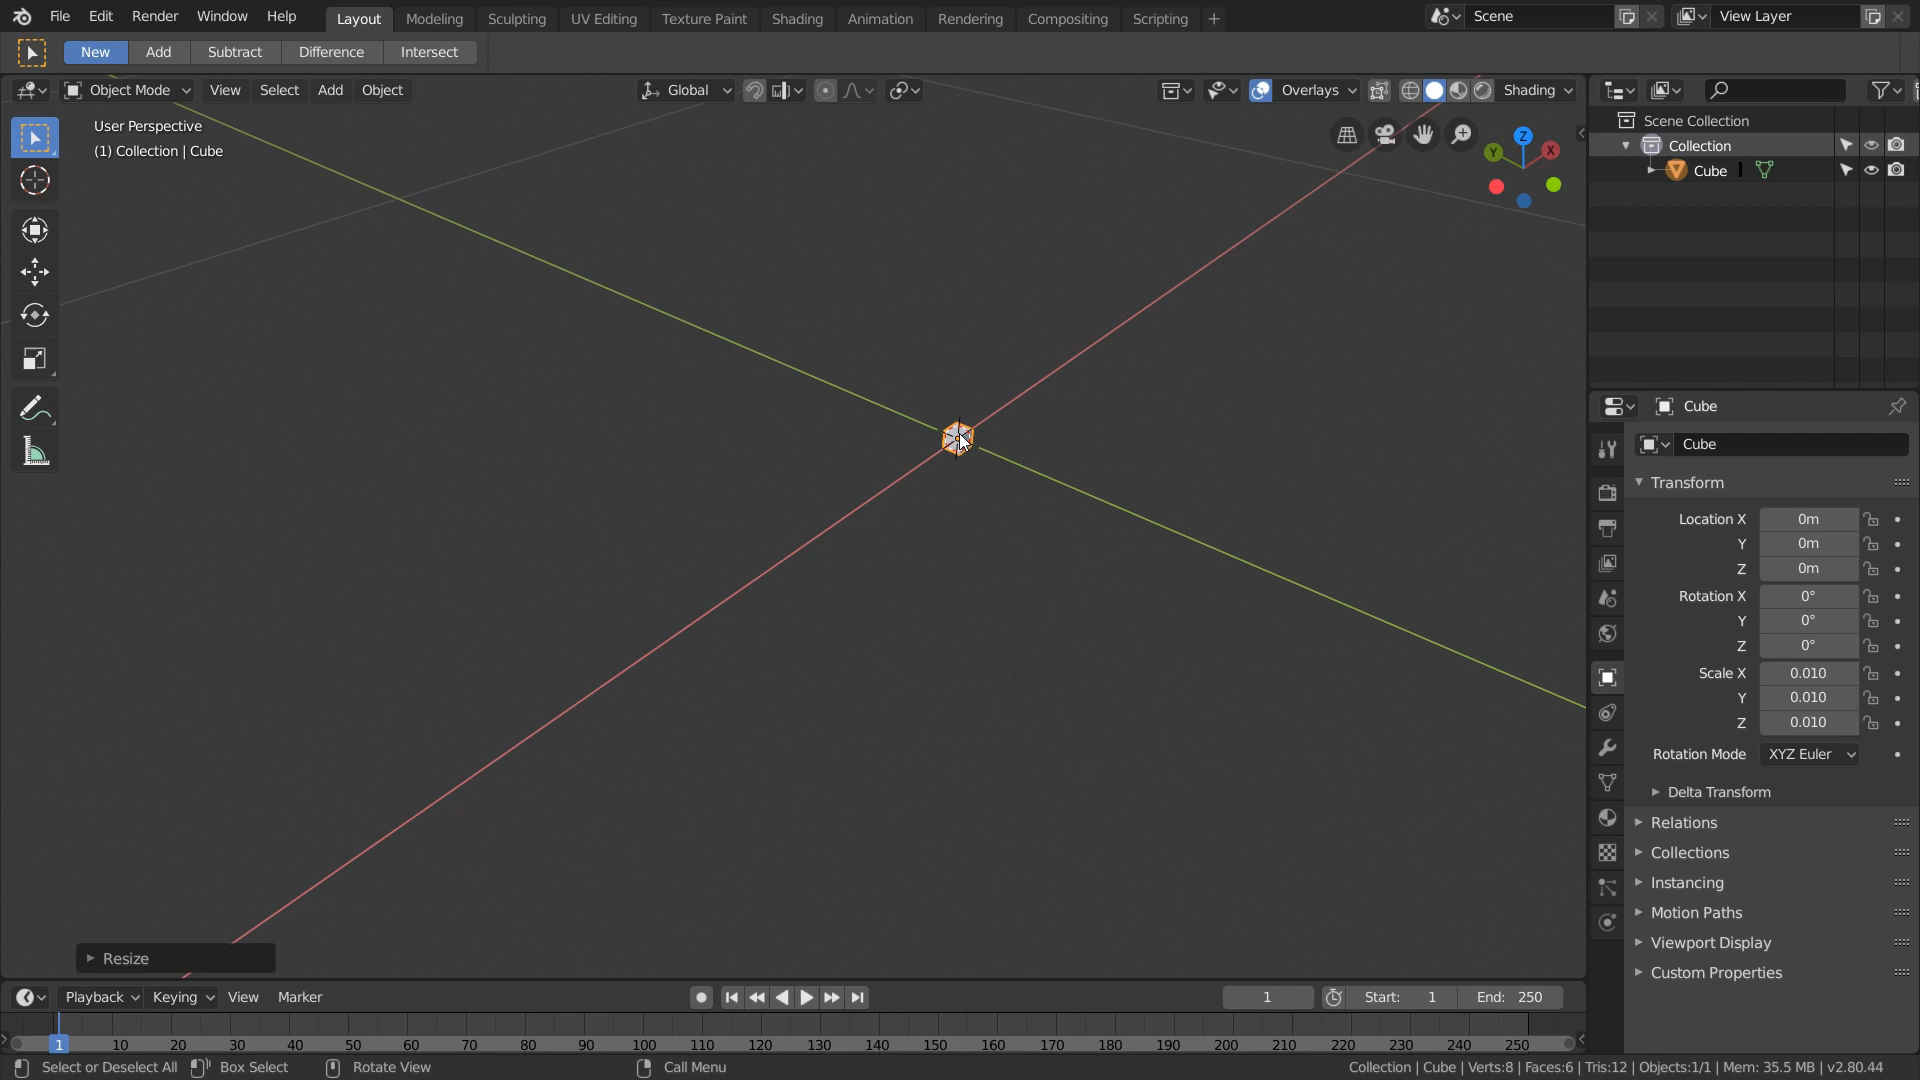 File Edit Render Window Help Layout Modeling Sculpting UV Editing Texture Paint Shading Animation Rendering Compositing Scripting + Scene View Layer
New Add Subtract Difference Intersect
Object Mode View Select Add Object Global Overlays Shading
User Perspective
(1) Collection | Cube
Z
Y
X
Scene Collection
Collection
Cube
Cube
Cube
Transform
Location X 0m
Y 0m
Z 0m
Rotation X 0°
Y 0°
Z 0°
Scale X 0.010
Y 0.010
Z 0.010
Rotation Mode XYZ Euler
Delta Transform
Relations
Collections
Instancing
Motion Paths
Viewport Display
Custom Properties
Resize
Playback Keying View Marker 1 Start: 1 End: 250
1 10 20 30 40 50 60 70 80 90 100 110 120 130 140 150 160 170 180 190 200 210 220 230 240 250
Select or Deselect All Box Select Rotate View Call Menu Collection | Cube | Verts:8 | Faces:6 | Tris:12 | Objects:1/1 | Mem: 35.5 MB | v2.80.44